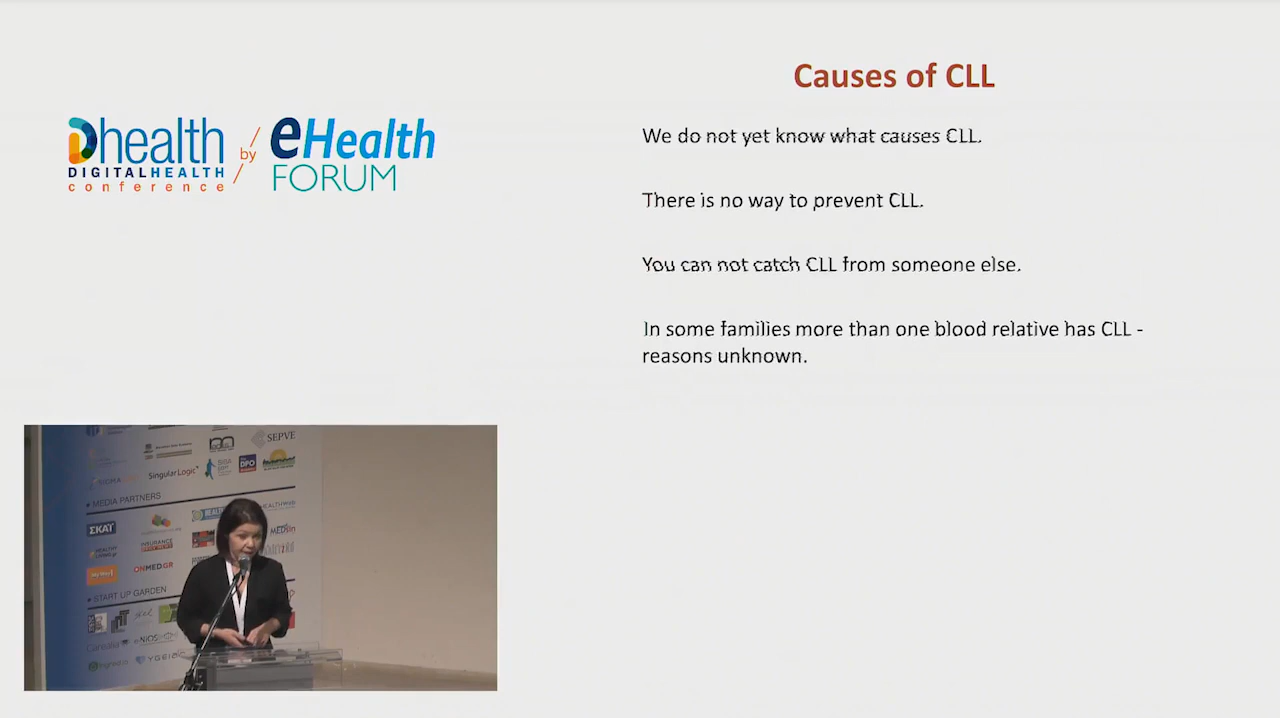 Causes of CLL
Dhealth
DIGITALHEALTH
conference
by
eHealth
FORUM
We do not yet know what causes CLL.
There is no way to prevent CLL.
You can not catch CLL from someone else.
In some families more than one blood relative has CLL -
reasons unknown.
SEPVE
SingularLogic
DPO
• MEDIA PARTNERS
ΣΚΑΪ
INSURANCE
ONMED.GR
• START UP GARDEN